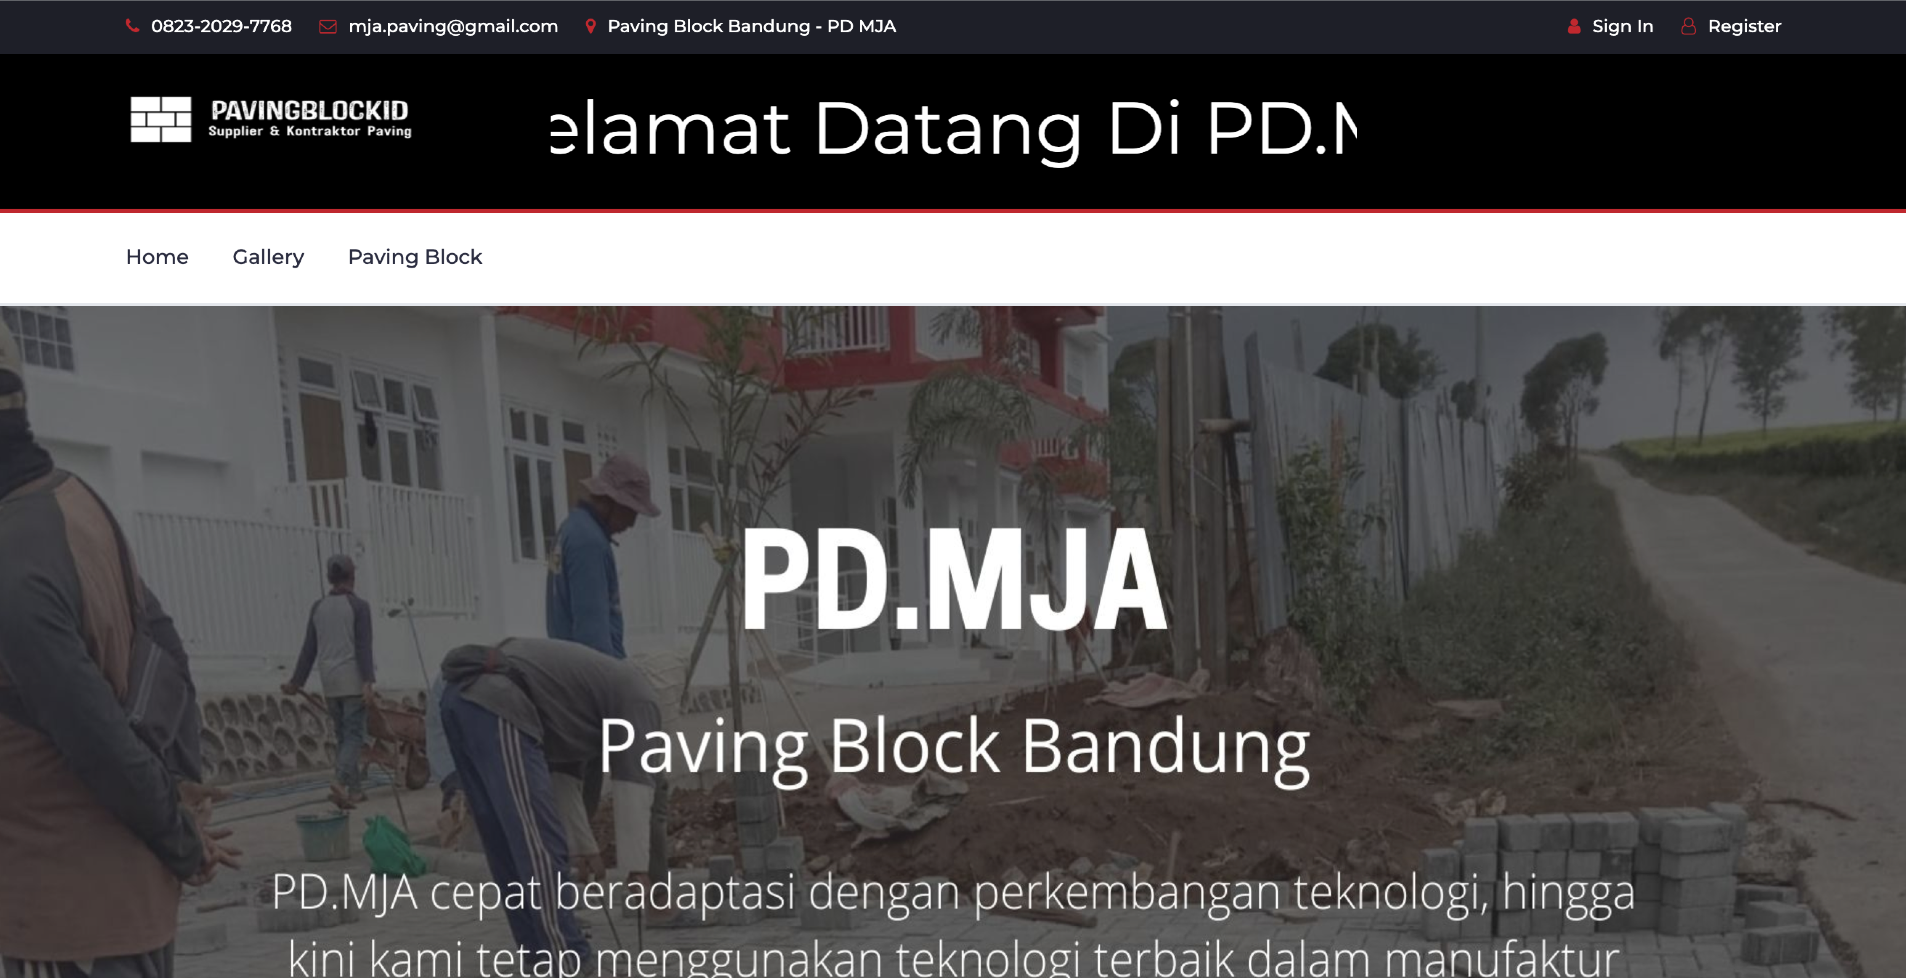 0823-2029-7768 mja.paving@gmail.com Paving Block Bandung - PD MJA Sign In Register
PAVINGBLOCKID
Supplier & Kontraktor Paving
elamat Datang Di PD.M
Home Gallery Paving Block
PD.MJA
Paving Block Bandung
PD.MJA cepat beradaptasi dengan perkembangan teknologi, hingga
kini kami tetap menggunakan teknologi terbaik dalam manufaktur